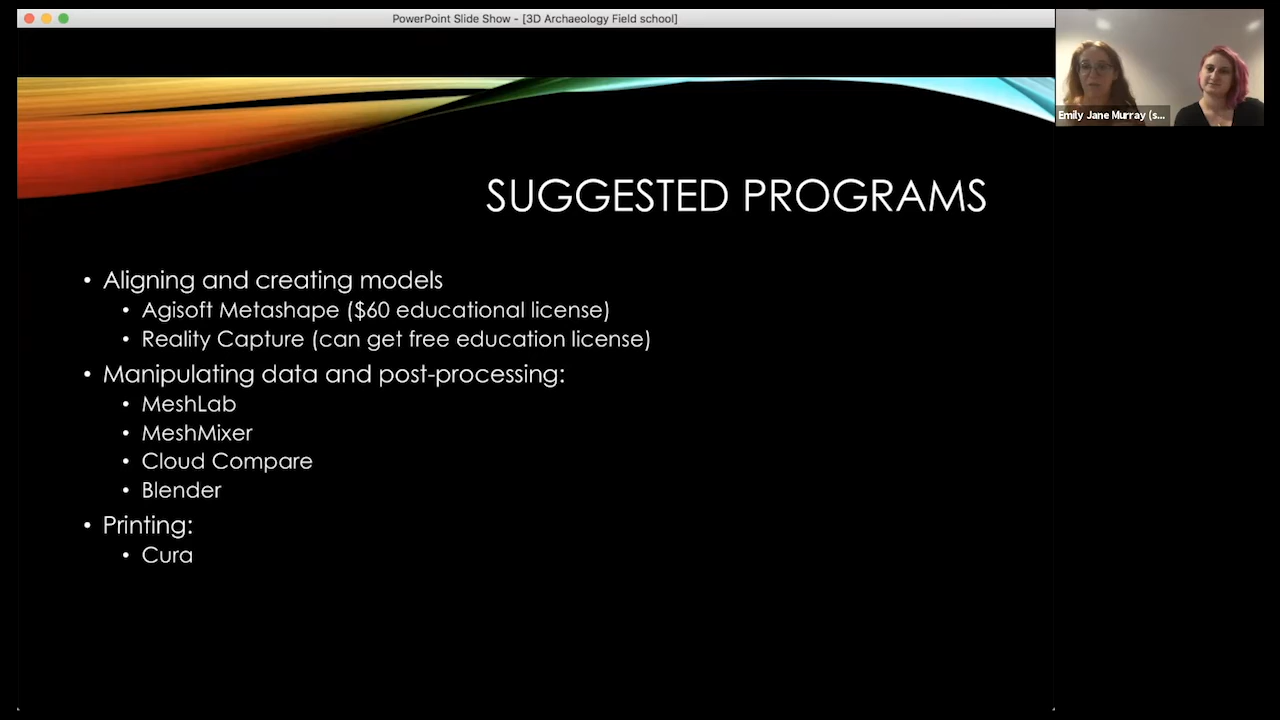 PowerPoint Slide Show - [3D Archaeology Field school]
Emily Jane Murray (s...
SUGGESTED PROGRAMS
• Aligning and creating models
• Agisoft Metashape ($60 educational license)
• Reality Capture (can get free education license)
• Manipulating data and post-processing:
• MeshLab
• MeshMixer
• Cloud Compare
• Blender
• Printing:
• Cura